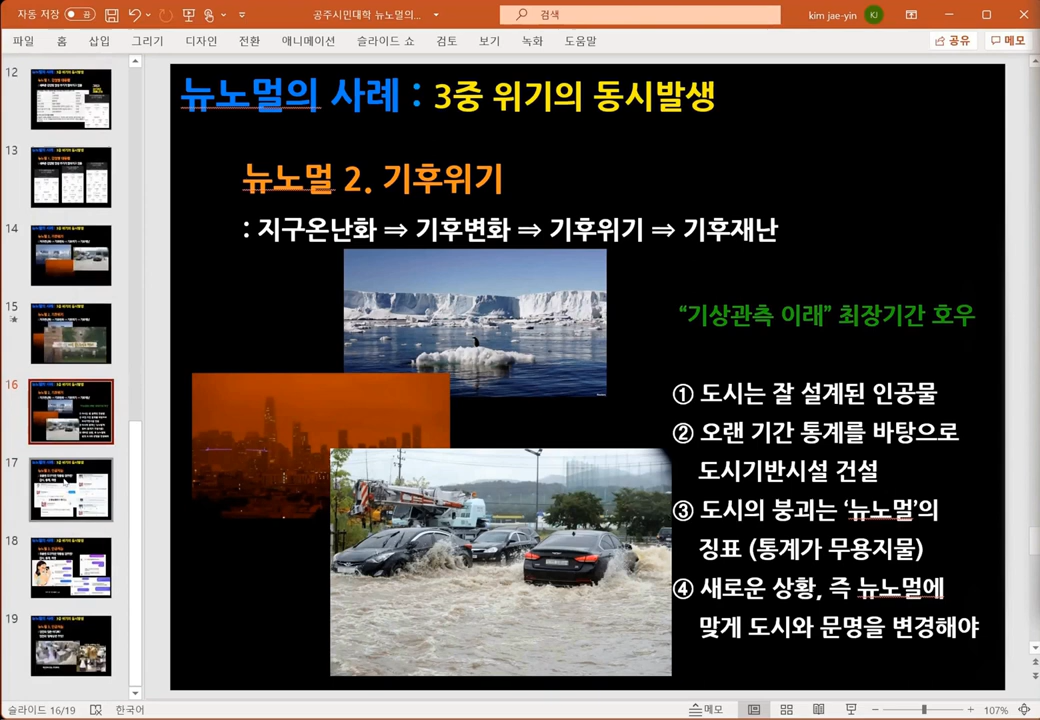 자동 저장 끔
공주시민대학 뉴노멀의...
검색
kim jae-yin
KJ
파일 홈 삽입 그리기 디자인 전환 애니메이션 슬라이드 쇼 검토 보기 녹화 도움말
공유
메모
12
13
14
15
16
17
18
19
뉴노멀의 사례 : 3중 위기의 동시발생
뉴노멀 2. 기후위기
: 지구온난화 ⇒ 기후변화 ⇒ 기후위기 ⇒ 기후재난
“기상관측 이래” 최장기간 호우
① 도시는 잘 설계된 인공물
② 오랜 기간 통계를 바탕으로
도시기반시설 건설
③ 도시의 붕괴는 ‘뉴노멀’의
징표 (통계가 무용지물)
④ 새로운 상황, 즉 뉴노멀에
맞게 도시와 문명을 변경해야
슬라이드 16/19
한국어
메모
107%